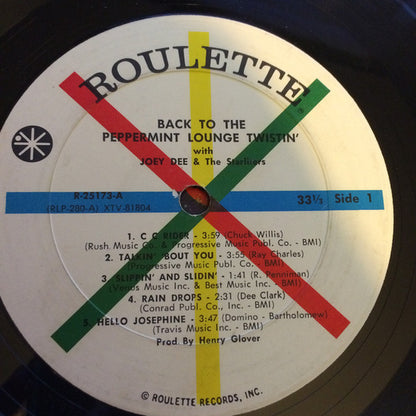 ROULETTE
BACK TO THE
PEPPERMINT LOUNGE TWISTIN'
with
JOEY DEE & The Starliters
R-25173-A
(RLP-280-A) XTV-81804
33⅓ Side 1
1. C C RIDER - 3:59 (Chuck Willis)
(Rush Music Co. & Progressive Music Publ. Co. - BMI)
2. TALKIN' 'BOUT YOU - 3:55 (Ray Charles)
(Progressive Music Publ. Co. - BMI)
3. SLIPPIN' AND SLIDIN' - 1:41 (R. Penniman)
(Venus Music Inc. & Best Music Inc. - BMI)
4. RAIN DROPS - 2:31 (Dee Clark)
(Conrad Publ. Co., Inc. - BMI)
5. HELLO JOSEPHINE - 3:47 (Domino - Bartholomew)
(Travis Music Inc. - BMI)
Prod. By Henry Glover
© ROULETTE RECORDS, INC.